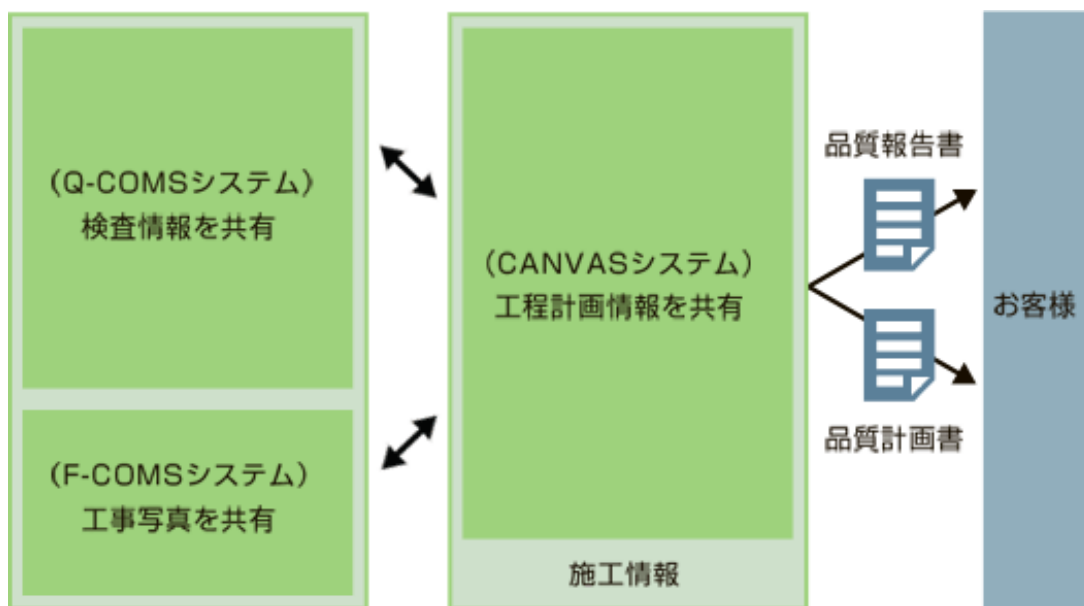 (Q-COMSシステム)
検査情報を共有
(F-COMSシステム)
工事写真を共有
(CANVASシステム)
工程計画情報を共有
施工情報
品質報告書
品質計画書
お客様